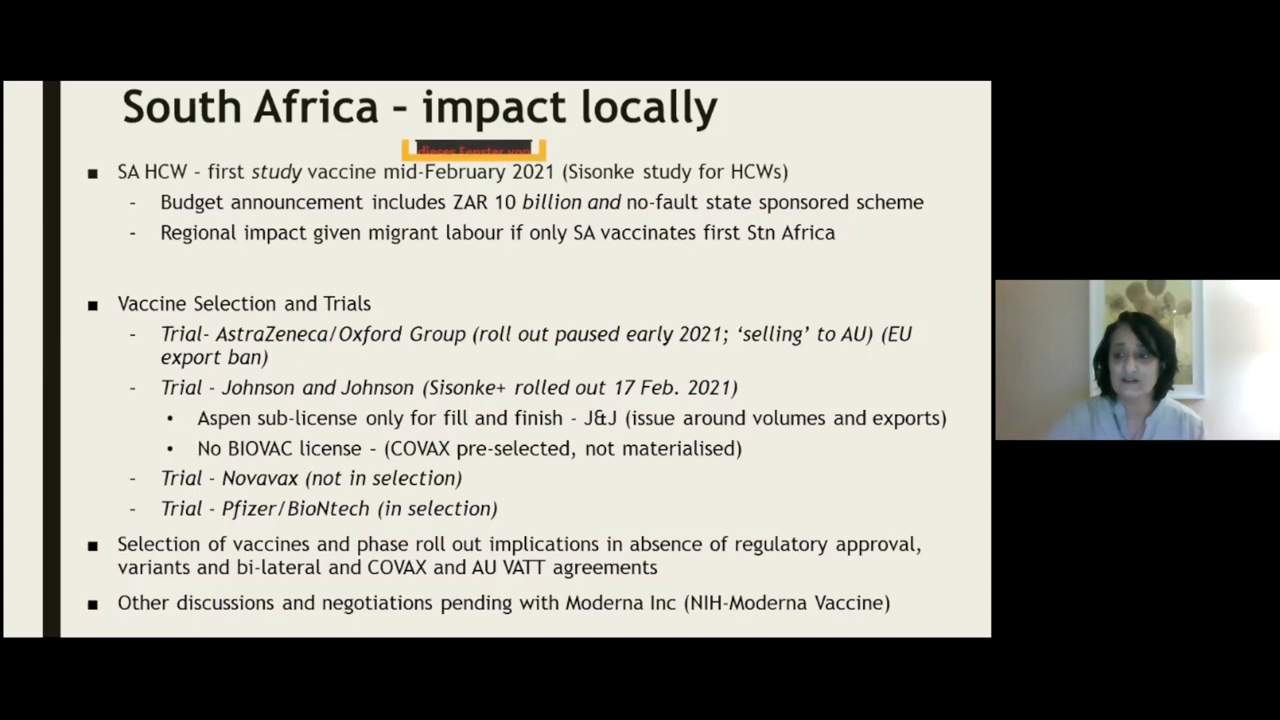 South Africa – impact locally
dieses Fenster von
▪ SA HCW – first study vaccine mid-February 2021 (Sisonke study for HCWs)
- Budget announcement includes ZAR 10 billion and no-fault state sponsored scheme
- Regional impact given migrant labour if only SA vaccinates first Stn Africa
▪ Vaccine Selection and Trials
- Trial- AstraZeneca/Oxford Group (roll out paused early 2021; ‘selling’ to AU) (EU
export ban)
- Trial - Johnson and Johnson (Sisonke+ rolled out 17 Feb. 2021)
• Aspen sub-license only for fill and finish - J&J (issue around volumes and exports)
• No BIOVAC license – (COVAX pre-selected, not materialised)
- Trial - Novavax (not in selection)
- Trial - Pfizer/BioNtech (in selection)
▪ Selection of vaccines and phase roll out implications in absence of regulatory approval,
variants and bi-lateral and COVAX and AU VATT agreements
▪ Other discussions and negotiations pending with Moderna Inc (NIH-Moderna Vaccine)